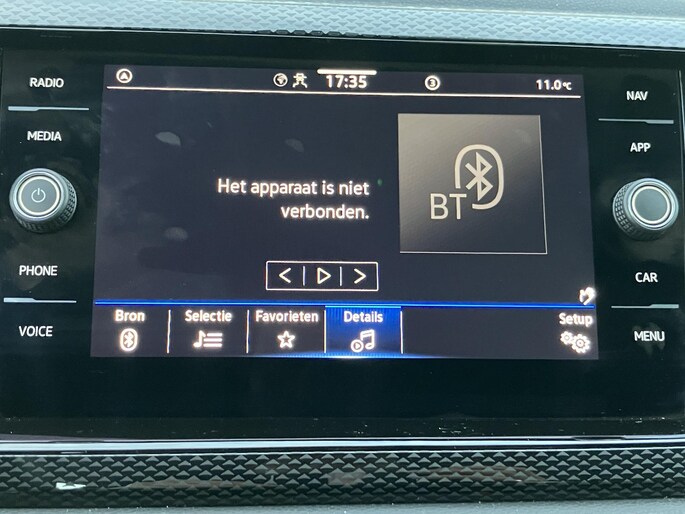 RADIO
MEDIA
PHONE
VOICE
17:35
3
11.0°C
Het apparaat is niet
verbonden.
BT
Bron
Selectie
Favorieten
Details
Setup
NAV
APP
CAR
MENU